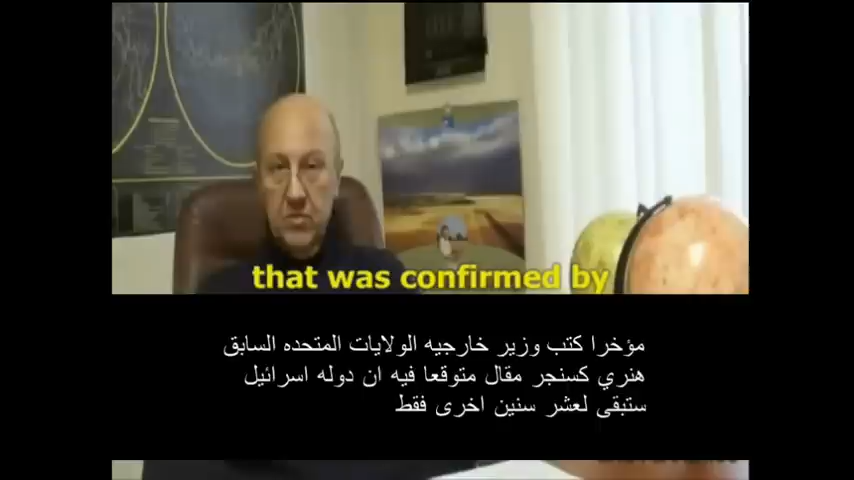 that was confirmed by
مؤخرا كتب وزير خارجيه الولايات المتحده السابق
هنري كسنجر مقال متوقعا فيه ان دوله اسرائيل
ستبقى لعشر سنين اخرى فقط